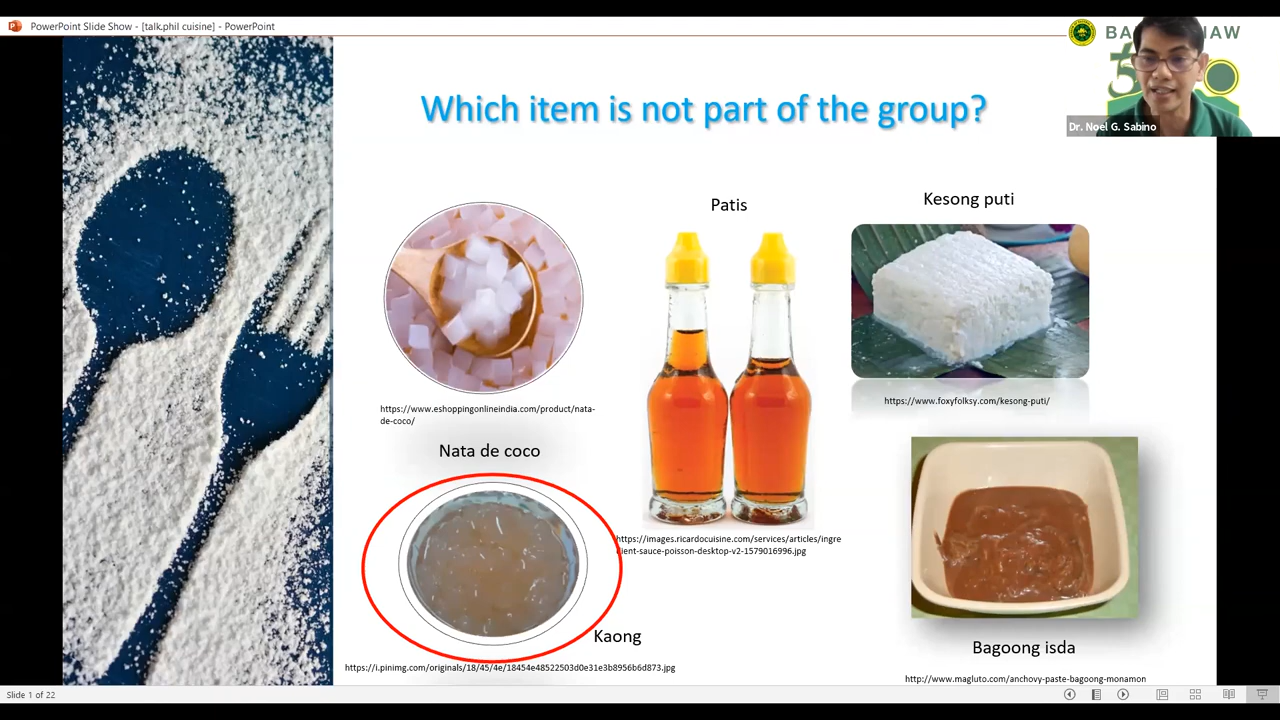 PowerPoint Slide Show - [talk.phil cuisine] - PowerPoint
Dr. Noel G. Sabino
Which item is not part of the group?
Patis
Kesong puti
https://www.foxyfolksy.com/kesong-puti/
https://www.eshoppingonlineindia.com/product/nata-
de-coco/
Nata de coco
https://images.ricardocuisine.com/services/articles/ingre
dient-sauce-poisson-desktop-v2-1579016996.jpg
Kaong
Bagoong isda
https://i.pinimg.com/originals/18/45/4e/18454e48522503d0e31e3b8956b6d873.jpg
http://www.magluto.com/anchovy-paste-bagoong-monamon
Slide 1 of 22